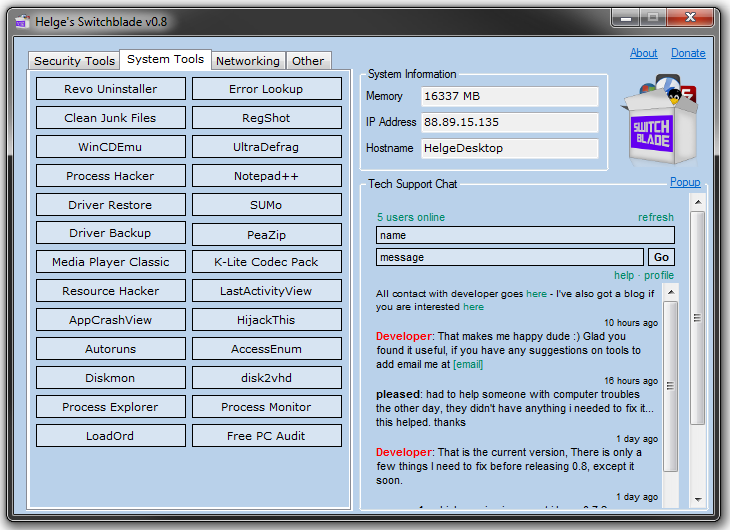 Helge's Switchblade v0.8
About Donate
Security Tools System Tools Networking Other
Revo Uninstaller Error Lookup
Clean Junk Files RegShot
WinCDEmu UltraDefrag
Process Hacker Notepad++
Driver Restore SUMo
Driver Backup PeaZip
Media Player Classic K-Lite Codec Pack
Resource Hacker LastActivityView
AppCrashView HijackThis
Autoruns AccessEnum
Diskmon disk2vhd
Process Explorer Process Monitor
LoadOrd Free PC Audit
System Information
Memory 16337 MB
IP Address 88.89.15.135
Hostname HelgeDesktop
SWITCH
BLADE
Tech Support Chat Popup
5 users online refresh
name
message Go
help · profile
All contact with developer goes here - I've also got a blog if
you are interested here
10 hours ago
Developer: That makes me happy dude :) Glad you
found it useful, if you have any suggestions on tools to
add email me at [email]
16 hours ago
pleased: had to help someone with computer troubles
the other day, they didn't have anything i needed to fix it...
this helped. thanks
1 day ago
Developer: That is the current version, There is only a
few things I need to fix before releasing 0.8, except it
soon.
1 day ago